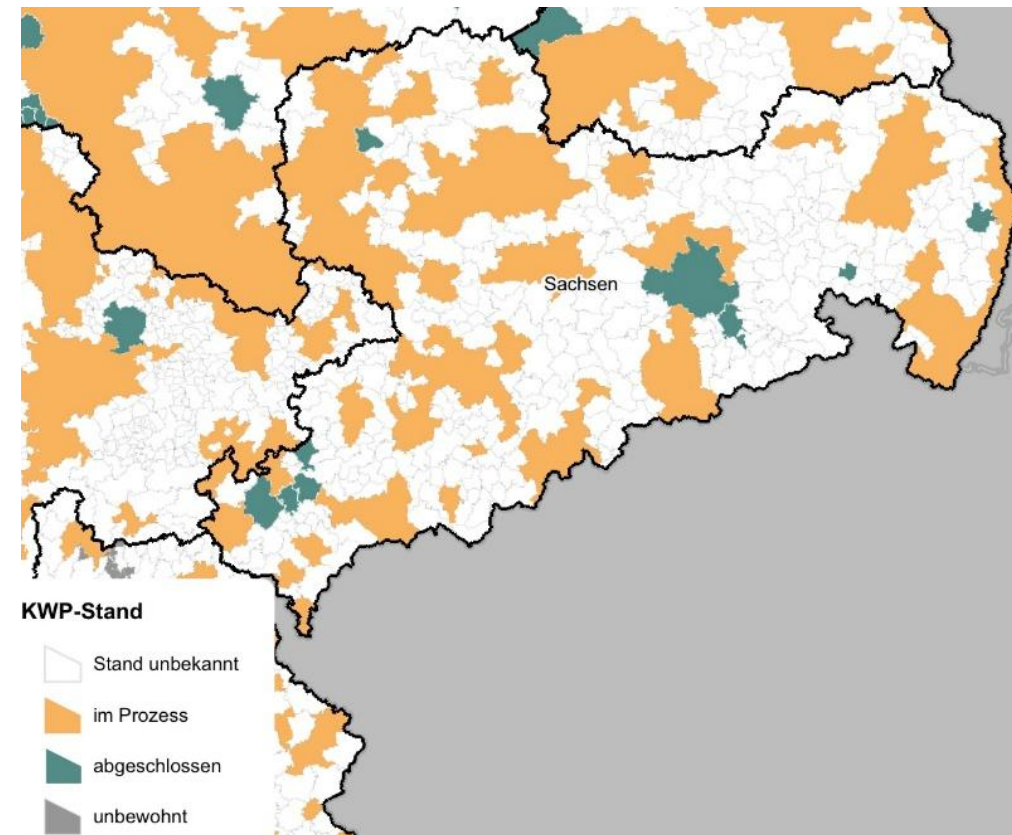 Sachsen
KWP-Stand
Stand unbekannt
im Prozess
abgeschlossen
unbewohnt